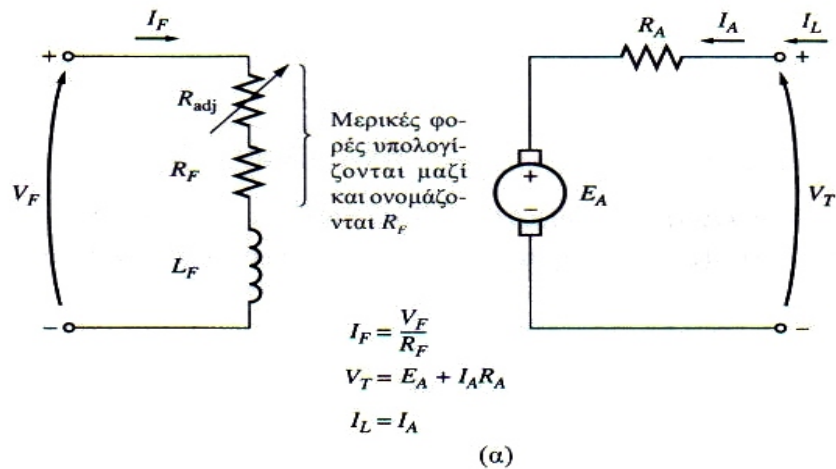 I_F
+
R_adj
R_F
V_F
L_F
−
Μερικές φο-
ρές υπολογί-
ζονται μαζί
και ονομάζο-
νται R_F
R_A
I_A
I_L
+
+
−
E_A
V_T
−
I_F = V_F / R_F
V_T = E_A + I_A R_A
I_L = I_A
(α)